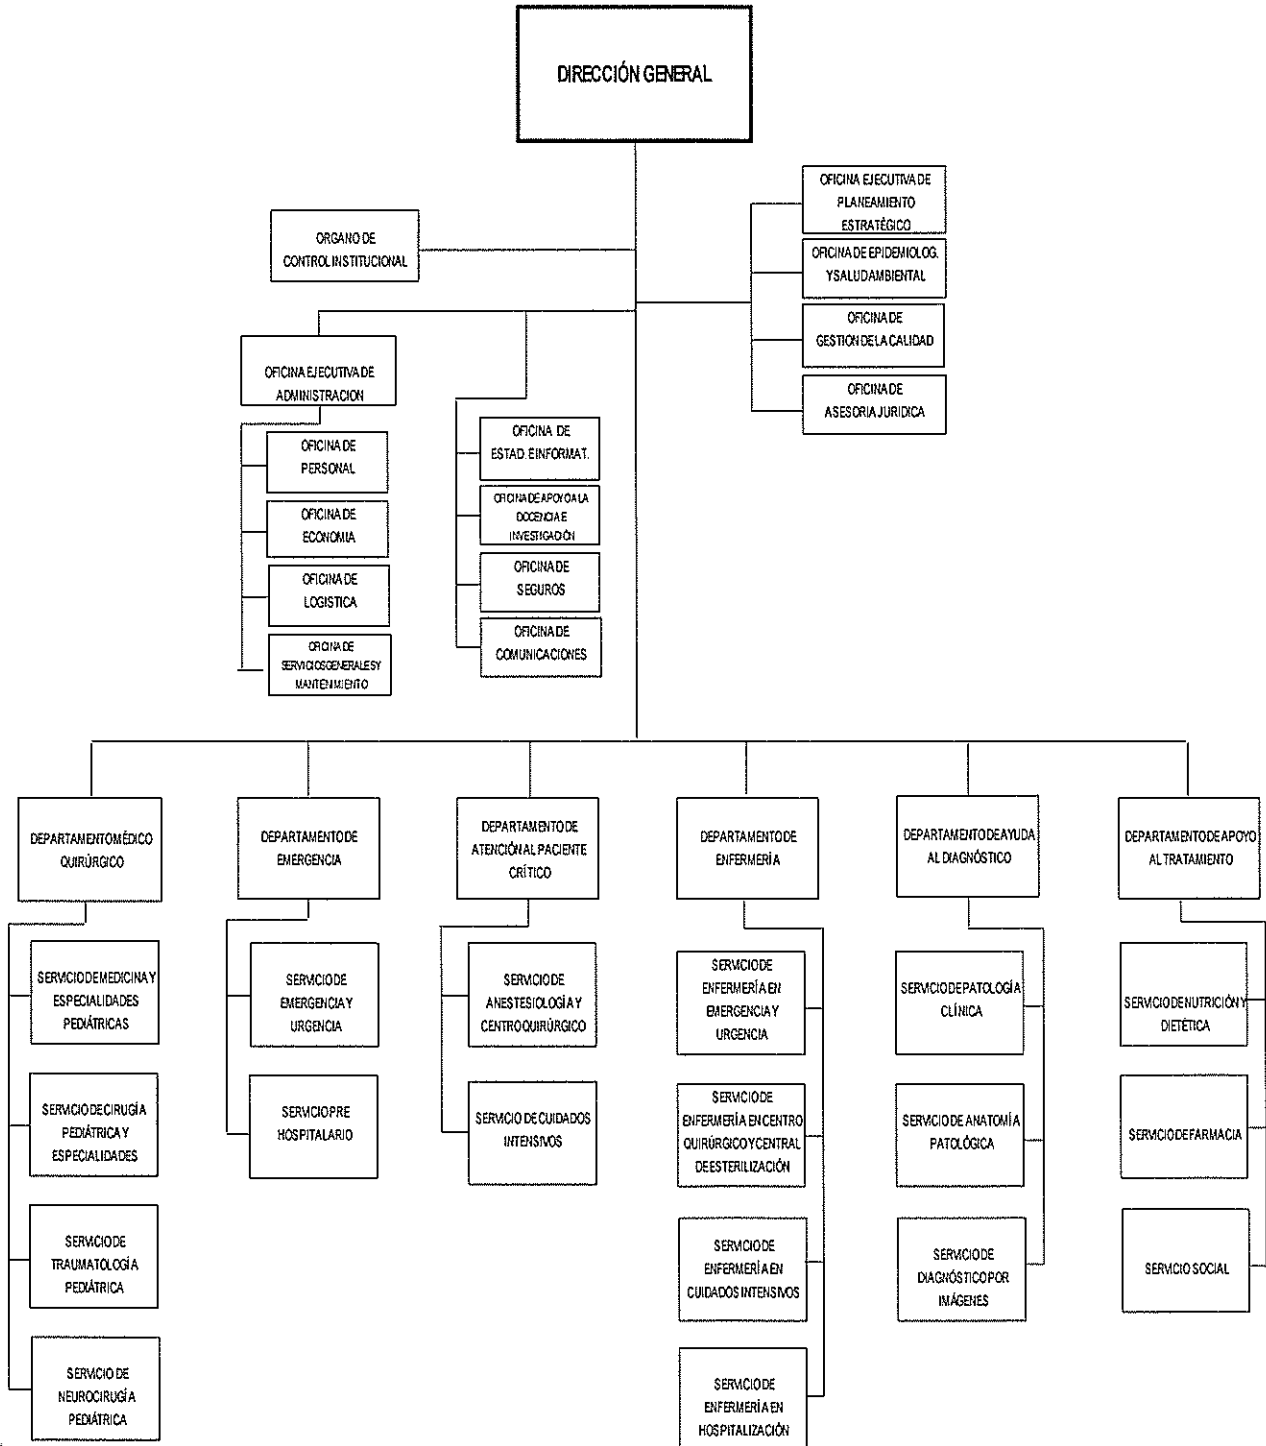 DIRECCIÓN GENERAL
OFICINA EJECUTIVA DE
PLANEAMIENTO
ESTRATÉGICO
ORGANO DE
CONTROL INSTITUCIONAL
OFICINA DE EPIDEMIOLOG.
Y SALUD AMBIENTAL
OFICINA DE
GESTION DE LA CALIDAD
OFICINA DE
ASESORIA JURIDICA
OFICINA EJECUTIVA DE
ADMINISTRACION
OFICINA DE
PERSONAL
OFICINA DE
ECONOMIA
OFICINA DE
LOGISTICA
OFICINA DE
SERVICIOS GENERALES Y
MANTENIMIENTO
OFICINA DE
ESTAD. E INFORMAT.
OFICINA DE APOYO A LA
DOCENCIA E
INVESTIGACIÓN
OFICINA DE
SEGUROS
OFICINA DE
COMUNICACIONES
DEPARTAMENTO MÉDICO
QUIRÚRGICO
DEPARTAMENTO DE
EMERGENCIA
DEPARTAMENTO DE
ATENCIÓN AL PACIENTE
CRÍTICO
DEPARTAMENTO DE
ENFERMERÍA
DEPARTAMENTO DE AYUDA
AL DIAGNÓSTICO
DEPARTAMENTO DE APOYO
AL TRATAMIENTO
SERVICIO DE MEDICINA Y
ESPECIALIDADES
PEDIÁTRICAS
SERVICIO DE CIRUGÍA
PEDIÁTRICA Y
ESPECIALIDADES
SERVICIO DE
TRAUMATOLOGÍA
PEDIÁTRICA
SERVICIO DE
NEUROCIRUGÍA
PEDIÁTRICA
SERVICIO DE
EMERGENCIA Y
URGENCIA
SERVICIO PRE
HOSPITALARIO
SERVICIO DE
ANESTESIOLOGÍA Y
CENTRO QUIRÚRGICO
SERVICIO DE CUIDADOS
INTENSIVOS
SERVICIO DE
ENFERMERÍA EN
EMERGENCIA Y
URGENCIA
SERVICIO DE
ENFERMERÍA EN CENTRO
QUIRÚRGICO Y CENTRAL
DE ESTERILIZACIÓN
SERVICIO DE
ENFERMERÍA EN
CUIDADOS INTENSIVOS
SERVICIO DE
ENFERMERÍA EN
HOSPITALIZACIÓN
SERVICIO DE PATOLOGÍA
CLÍNICA
SERVICIO DE ANATOMÍA
PATOLÓGICA
SERVICIO DE
DIAGNÓSTICO POR
IMÁGENES
SERVICIO DE NUTRICIÓN Y
DIETÉTICA
SERVICIO DE FARMACIA
SERVICIO SOCIAL